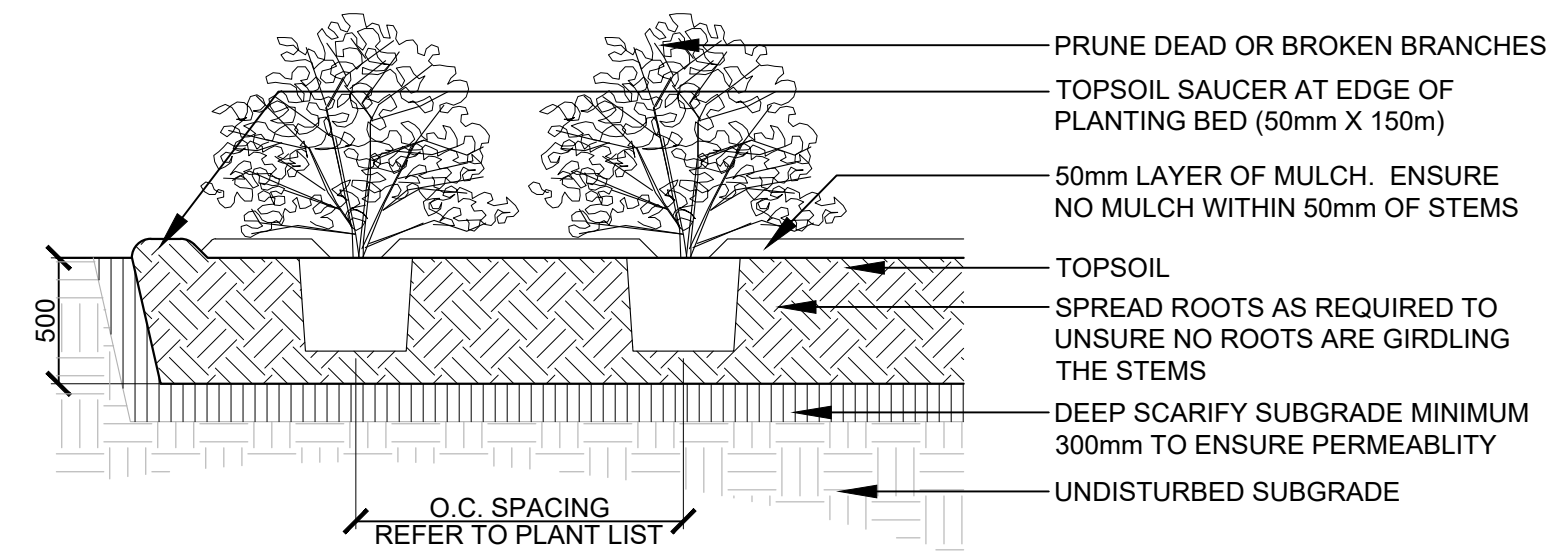 PRUNE DEAD OR BROKEN BRANCHES
TOPSOIL SAUCER AT EDGE OF
PLANTING BED (50mm X 150m)
50mm LAYER OF MULCH. ENSURE
NO MULCH WITHIN 50mm OF STEMS
TOPSOIL
SPREAD ROOTS AS REQUIRED TO
UNSURE NO ROOTS ARE GIRDLING
THE STEMS
DEEP SCARIFY SUBGRADE MINIMUM
300mm TO ENSURE PERMEABLITY
UNDISTURBED SUBGRADE
500
O.C. SPACING
REFER TO PLANT LIST